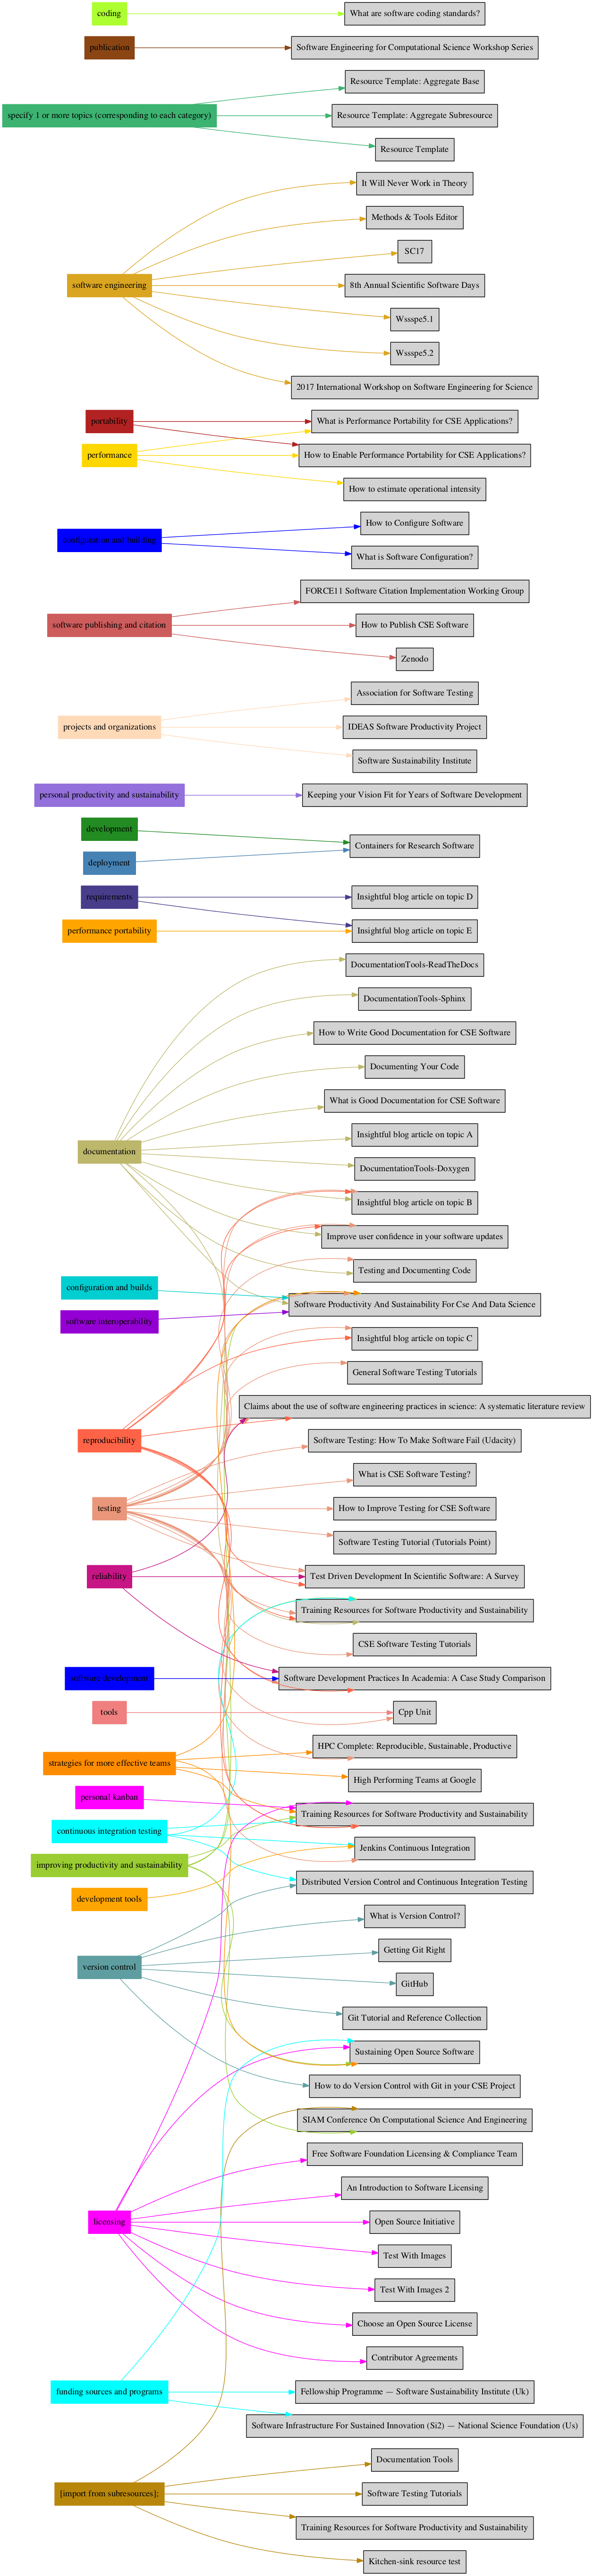 coding
What are software coding standards?
publication
Software Engineering for Computational Science Workshop Series
Resource Template: Aggregate Base
specify 1 or more topics (corresponding to each category)
Resource Template: Aggregate Subresource
Resource Template
It Will Never Work in Theory
Methods & Tools Editor
SC17
software engineering
8th Annual Scientific Software Days
Wssspe5.1
Wssspe5.2
2017 International Workshop on Software Engineering for Science
portability
What is Performance Portability for CSE Applications?
performance
How to Enable Performance Portability for CSE Applications?
How to estimate operational intensity
How to Configure Software
configuration and building
What is Software Configuration?
FORCE11 Software Citation Implementation Working Group
software publishing and citation
How to Publish CSE Software
Zenodo
Association for Software Testing
projects and organizations
IDEAS Software Productivity Project
Software Sustainability Institute
personal productivity and sustainability
Keeping your Vision Fit for Years of Software Development
development
Containers for Research Software
deployment
requirements
Insightful blog article on topic D
performance portability
Insightful blog article on topic E
DocumentationTools-ReadTheDocs
DocumentationTools-Sphinx
How to Write Good Documentation for CSE Software
Documenting Your Code
What is Good Documentation for CSE Software
Insightful blog article on topic A
documentation
DocumentationTools-Doxygen
Insightful blog article on topic B
Improve user confidence in your software updates
Testing and Documenting Code
configuration and builds
Software Productivity And Sustainability For Cse And Data Science
software interoperability
Insightful blog article on topic C
General Software Testing Tutorials
Claims about the use of software engineering practices in science: A systematic literature review
reproducibility
Software Testing: How To Make Software Fail (Udacity)
What is CSE Software Testing?
testing
How to Improve Testing for CSE Software
Software Testing Tutorial (Tutorials Point)
reliability
Test Driven Development In Scientific Software: A Survey
Training Resources for Software Productivity and Sustainability
CSE Software Testing Tutorials
software development
Software Development Practices In Academia: A Case Study Comparison
tools
Cpp Unit
HPC Complete: Reproducible, Sustainable, Productive
strategies for more effective teams
High Performing Teams at Google
personal kanban
Training Resources for Software Productivity and Sustainability
continuous integration testing
Jenkins Continuous Integration
improving productivity and sustainability
Distributed Version Control and Continuous Integration Testing
development tools
What is Version Control?
Getting Git Right
version control
GitHub
Git Tutorial and Reference Collection
Sustaining Open Source Software
How to do Version Control with Git in your CSE Project
SIAM Conference On Computational Science And Engineering
Free Software Foundation Licensing & Compliance Team
An Introduction to Software Licensing
licensing
Open Source Initiative
Test With Images
Test With Images 2
Choose an Open Source License
Contributor Agreements
funding sources and programs
Fellowship Programme — Software Sustainability Institute (Uk)
Software Infrastructure For Sustained Innovation (Si2) — National Science Foundation (Us)
Documentation Tools
[import from subresources];
Software Testing Tutorials
Training Resources for Software Productivity and Sustainability
Kitchen-sink resource test